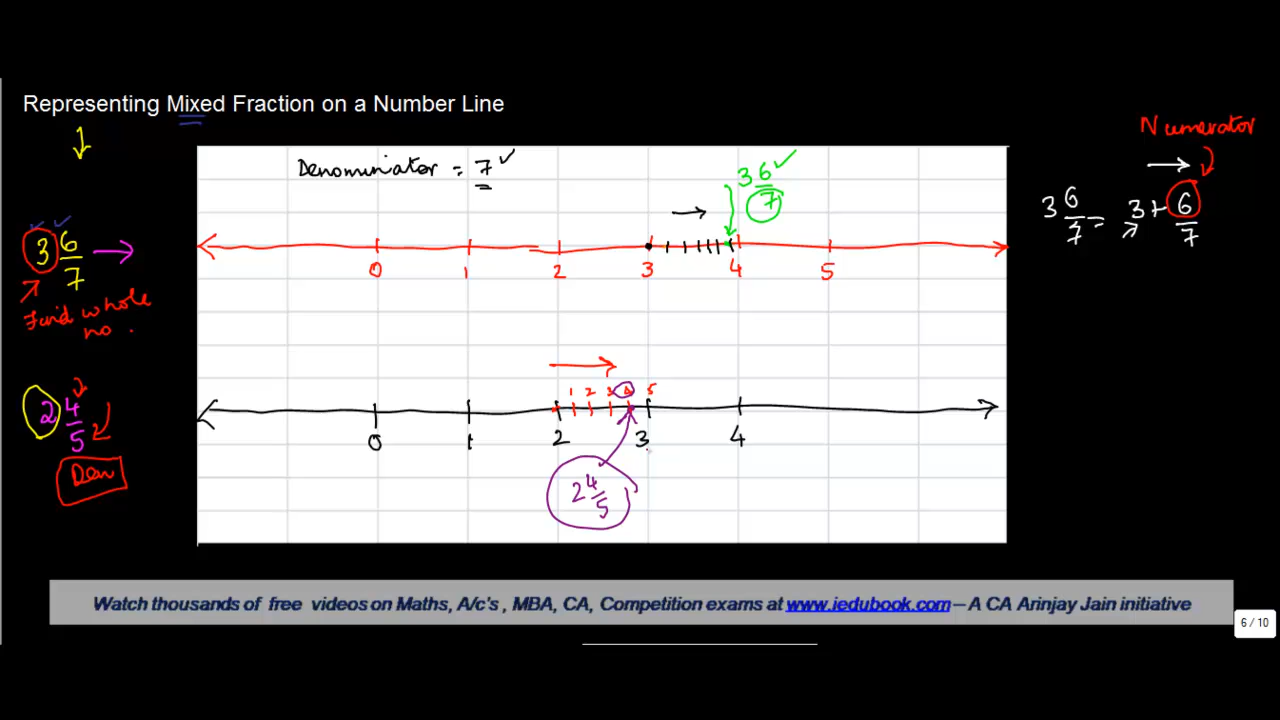 Representing Mixed Fraction on a Number Line
Numerator
Denominiator = 7
3 6/7
3 6/7 = 3 + 6/7
3 6/7
0 1 2 3 4 5
Find whole
no.
1 2 3 4 5
2 4/5
0 1 2 3 4
Den
2 4/5
Watch thousands of free videos on Maths, A/c's , MBA, CA, Competition exams at www.iedubook.com – A CA Arinjay Jain initiative
6 / 10